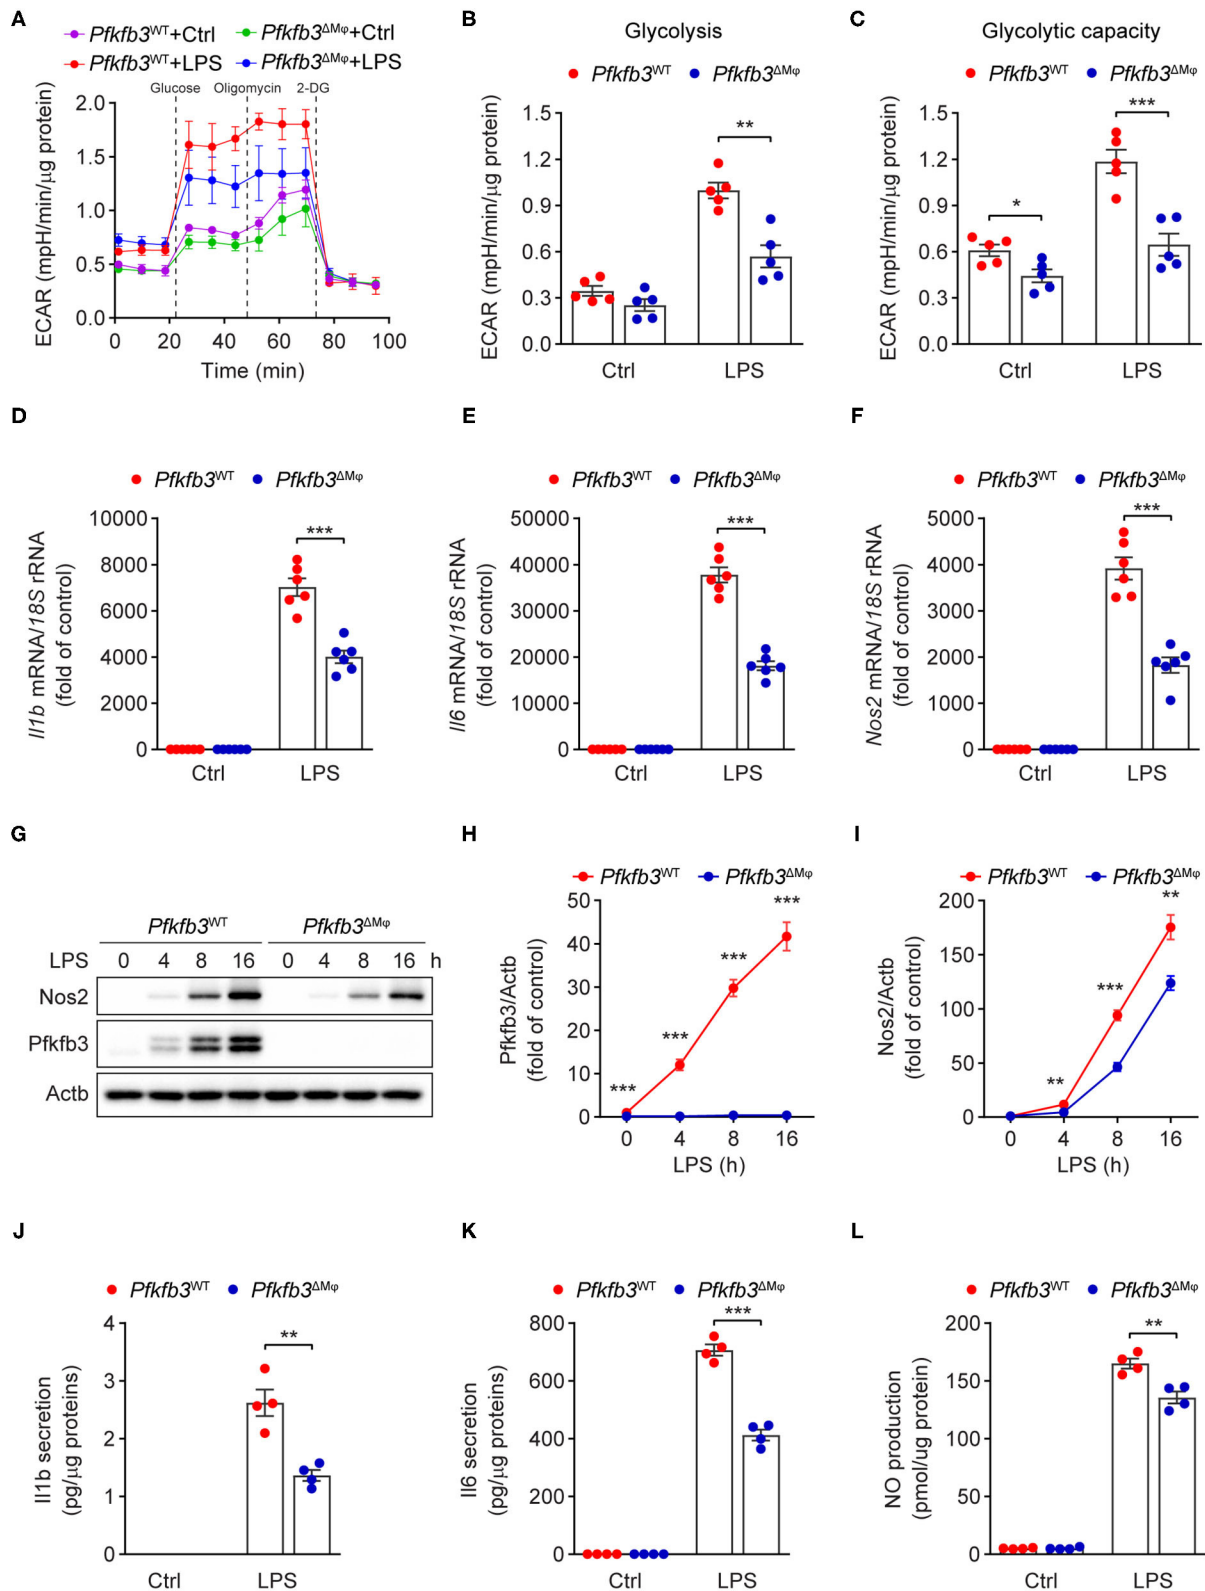 A
Pfkfb3WT+Ctrl Pfkfb3ΔMφ+Ctrl
Pfkfb3WT+LPS Pfkfb3ΔMφ+LPS
Glucose Oligomycin 2-DG
ECAR (mpH/min/μg protein)
2.0
1.5
1.0
0.5
0.0
0 20 40 60 80 100
Time (min)
B
Glycolysis
Pfkfb3WT Pfkfb3ΔMφ
ECAR (mpH/min/μg protein)
1.5
1.2
0.9
0.6
0.3
0.0
**
Ctrl LPS
C
Glycolytic capacity
Pfkfb3WT Pfkfb3ΔMφ
ECAR (mpH/min/μg protein)
1.5
1.2
0.9
0.6
0.3
0.0
* ***
Ctrl LPS
D
Pfkfb3WT Pfkfb3ΔMφ
Il1b mRNA/18S rRNA
(fold of control)
10000
8000
6000
4000
2000
0
***
Ctrl LPS
E
Pfkfb3WT Pfkfb3ΔMφ
Il6 mRNA/18S rRNA
(fold of control)
50000
40000
30000
20000
10000
0
***
Ctrl LPS
F
Pfkfb3WT Pfkfb3ΔMφ
Nos2 mRNA/18S rRNA
(fold of control)
5000
4000
3000
2000
1000
0
***
Ctrl LPS
G
Pfkfb3WT Pfkfb3ΔMφ
LPS 0 4 8 16 0 4 8 16 h
Nos2
Pfkfb3
Actb
H
Pfkfb3WT Pfkfb3ΔMφ
Pfkfb3/Actb
(fold of control)
50
40
30
20
10
0
*** *** *** ***
0 4 8 16
LPS (h)
I
Pfkfb3WT Pfkfb3ΔMφ
Nos2/Actb
(fold of control)
200
150
100
50
0
** *** **
0 4 8 16
LPS (h)
J
Pfkfb3WT Pfkfb3ΔMφ
Il1b secretion
(pg/μg proteins)
4
3
2
1
0
**
Ctrl LPS
K
Pfkfb3WT Pfkfb3ΔMφ
Il6 secretion
(pg/μg proteins)
800
600
400
200
0
***
Ctrl LPS
L
Pfkfb3WT Pfkfb3ΔMφ
NO production
(pmol/ug protein)
200
150
100
50
0
**
Ctrl LPS